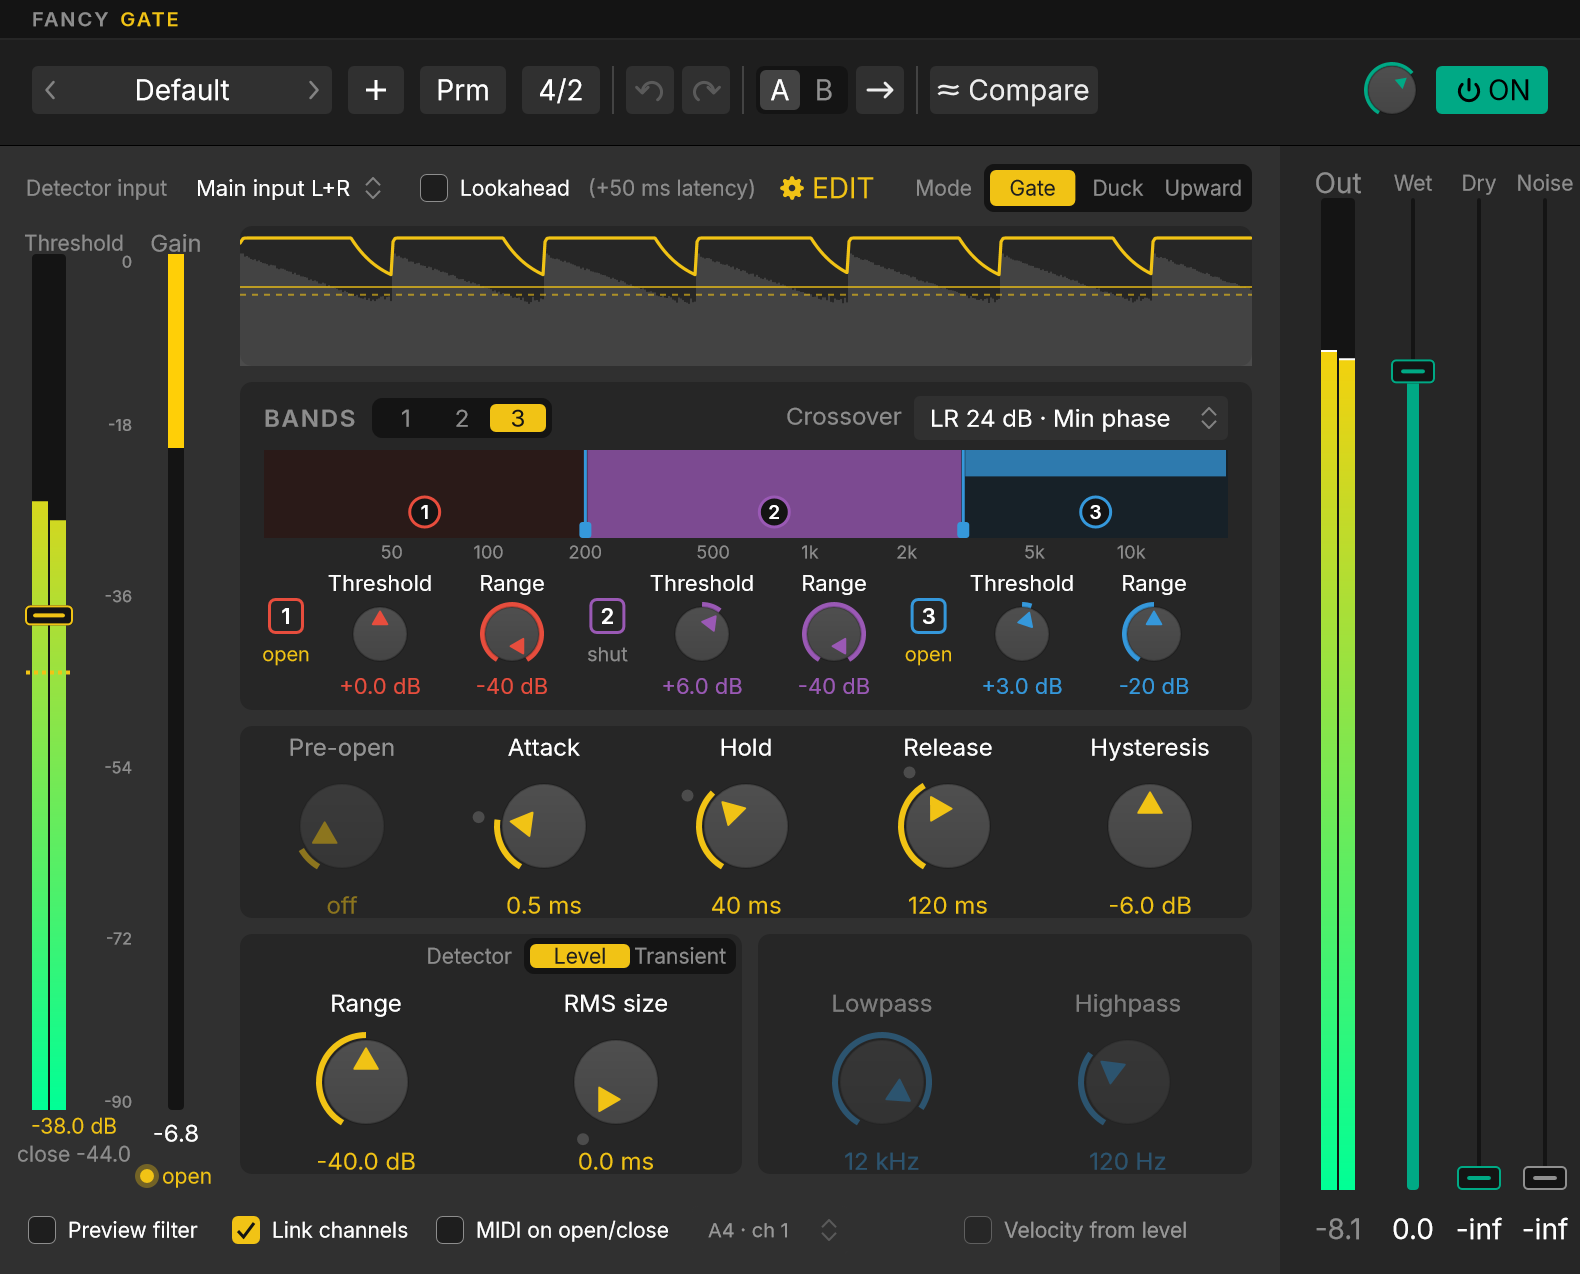 FANCY GATE
Default
+ Prm 4/2 A B → ≈ Compare ON
Detector input Main input L+R Lookahead (+50 ms latency) EDIT Mode Gate Duck Upward
Out Wet Dry Noise
Threshold Gain
0
-18
-36
-54
-72
-90
-38.0 dB
close -44.0
-6.8
open
BANDS 1 2 3 Crossover LR 24 dB · Min phase
1 2 3
50 100 200 500 1k 2k 5k 10k
Threshold Range Threshold Range Threshold Range
1 2 3
open shut open
+0.0 dB -40 dB +6.0 dB -40 dB +3.0 dB -20 dB
Pre-open Attack Hold Release Hysteresis
off 0.5 ms 40 ms 120 ms -6.0 dB
Detector Level Transient
Range RMS size Lowpass Highpass
-40.0 dB 0.0 ms 12 kHz 120 Hz
Preview filter Link channels MIDI on open/close A4 · ch 1 Velocity from level
-8.1 0.0 -inf -inf